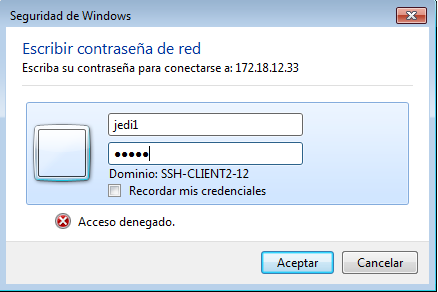 Seguridad de Windows
Escribir contraseña de red
Escriba su contraseña para conectarse a: 172.18.12.33
jedi1
●●●●●
Dominio: SSH-CLIENT2-12
Recordar mis credenciales
Acceso denegado.
Aceptar
Cancelar